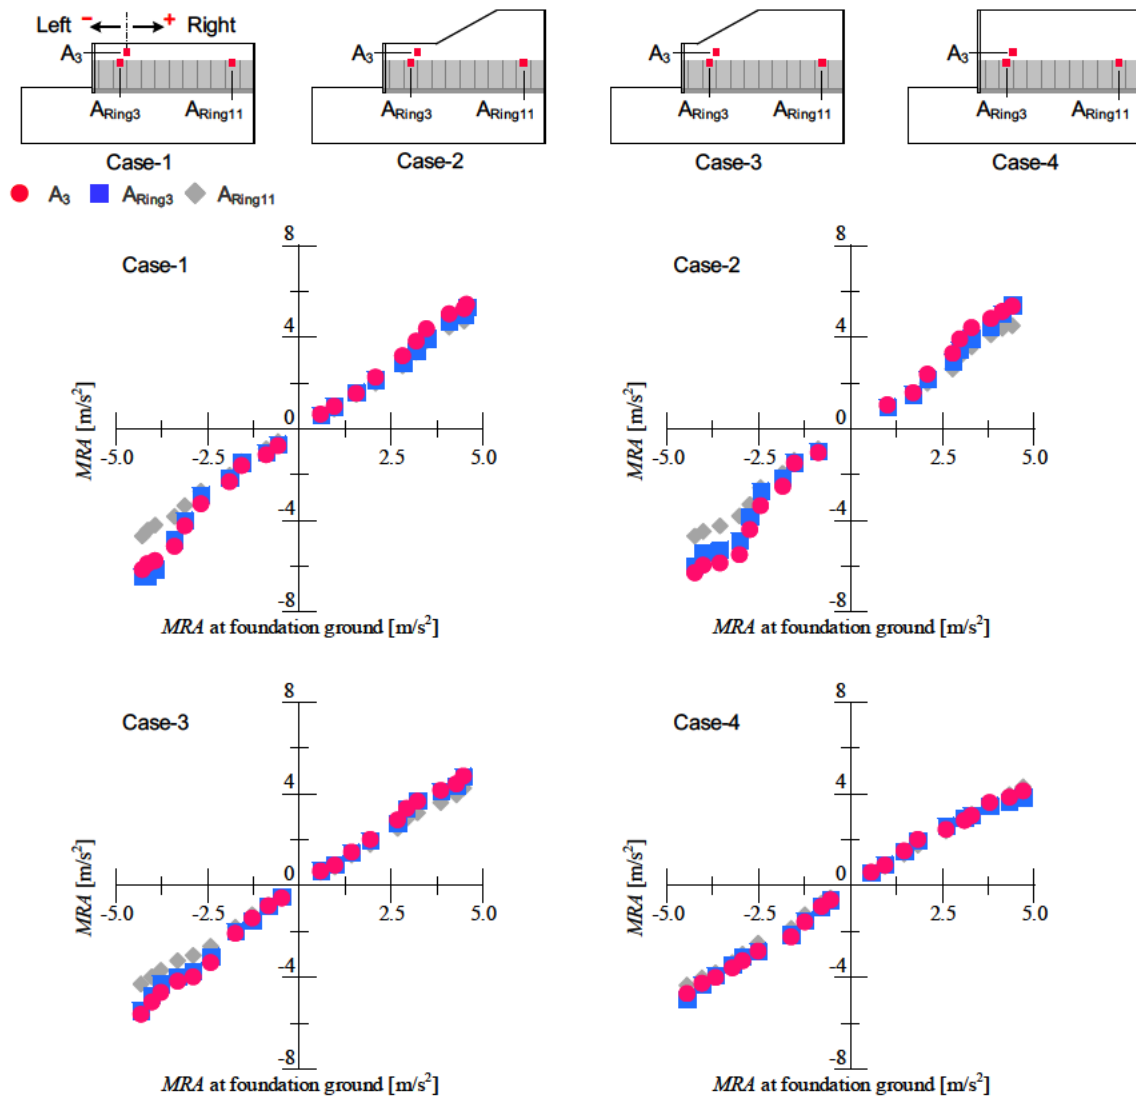 Left - + Right
A3
A3
A3
A3
ARing3 ARing11
ARing3 ARing11
ARing3 ARing11
ARing3 ARing11
Case-1
Case-2
Case-3
Case-4
A3 ARing3 ARing11
Case-1
8
4
0
-4
-8
-5.0 -2.5 2.5 5.0
MRA [m/s²]
MRA at foundation ground [m/s²]
Case-2
8
4
0
-4
-8
-5.0 -2.5 2.5 5.0
MRA [m/s²]
MRA at foundation ground [m/s²]
Case-3
8
4
0
-4
-8
-5.0 -2.5 2.5 5.0
MRA [m/s²]
MRA at foundation ground [m/s²]
Case-4
8
4
0
-4
-8
-5.0 -2.5 2.5 5.0
MRA [m/s²]
MRA at foundation ground [m/s²]